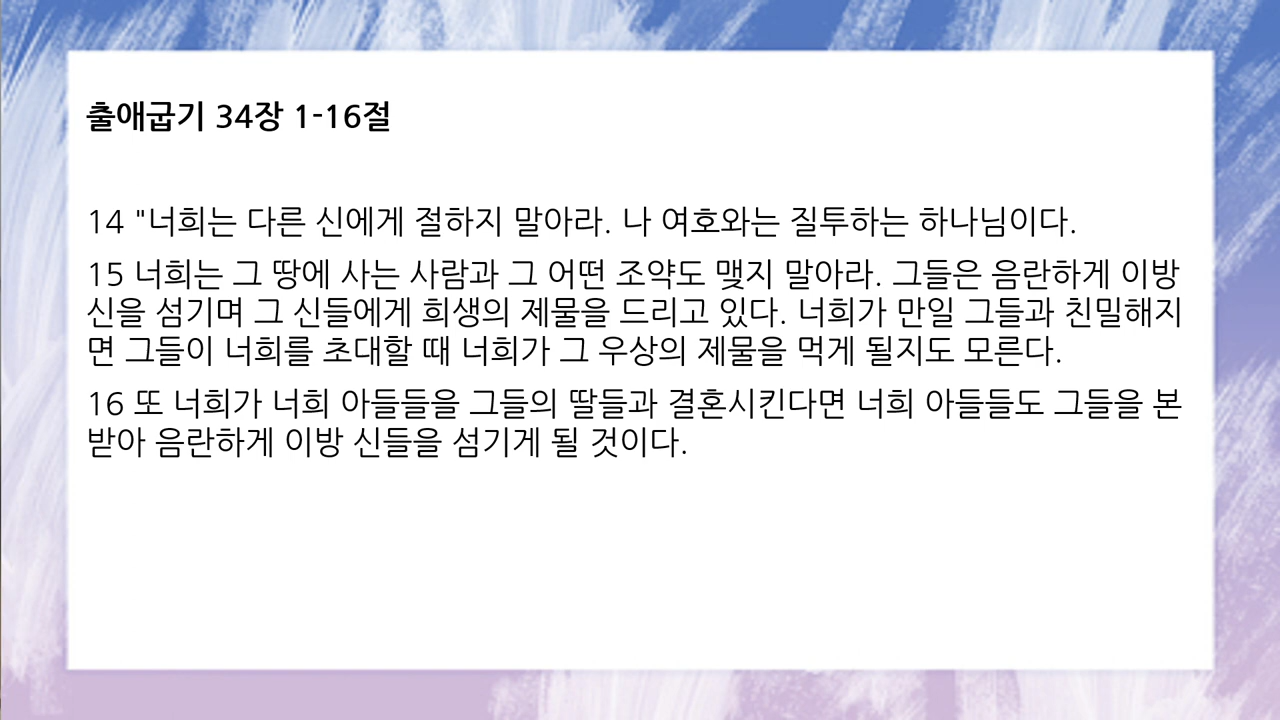 출애굽기 34장 1-16절
14 "너희는 다른 신에게 절하지 말아라. 나 여호와는 질투하는 하나님이다.
15 너희는 그 땅에 사는 사람과 그 어떤 조약도 맺지 말아라. 그들은 음란하게 이방
신을 섬기며 그 신들에게 희생의 제물을 드리고 있다. 너희가 만일 그들과 친밀해지
면 그들이 너희를 초대할 때 너희가 그 우상의 제물을 먹게 될지도 모른다.
16 또 너희가 너희 아들들을 그들의 딸들과 결혼시킨다면 너희 아들들도 그들을 본
받아 음란하게 이방 신들을 섬기게 될 것이다.